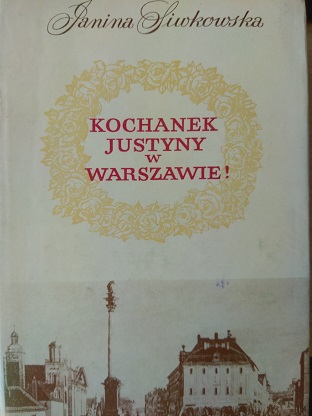 Janina Siwkowska
KOCHANEK
JUSTYNY
w
WARSZAWIE!